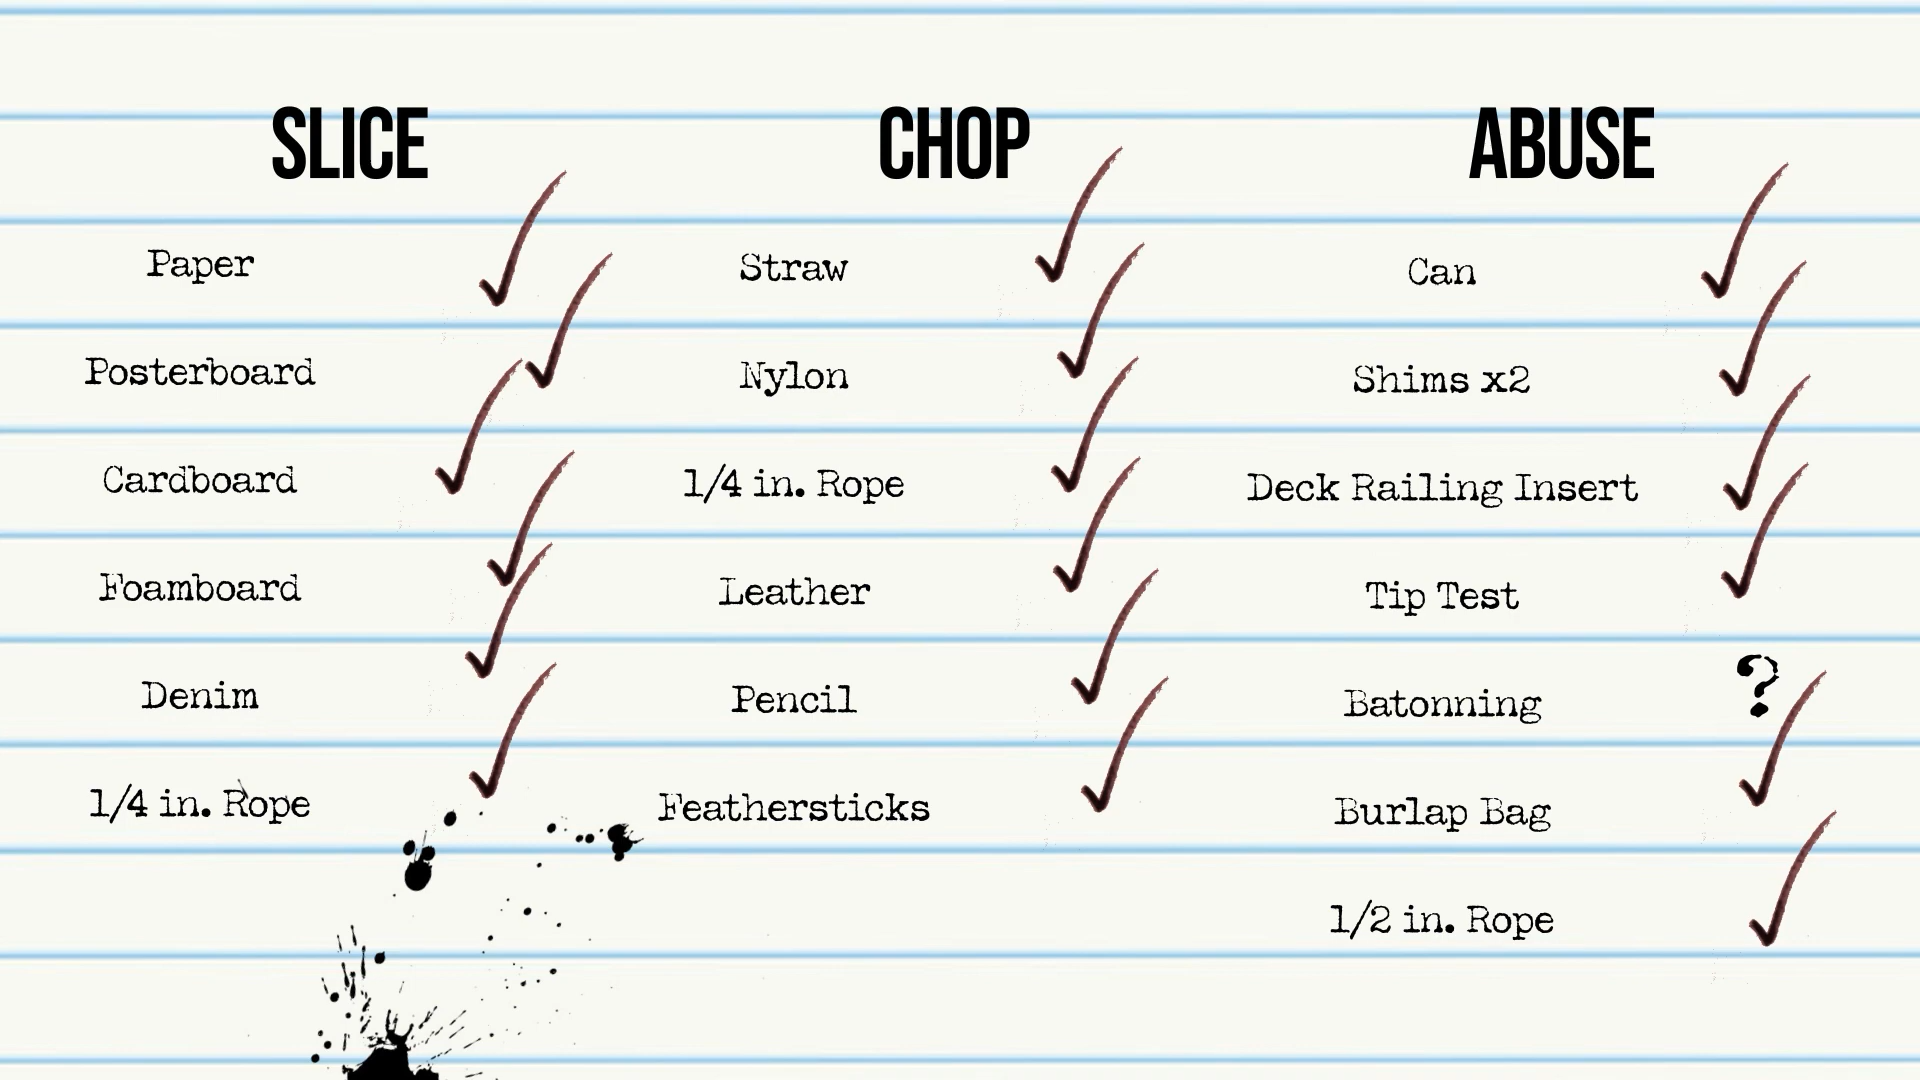 SLICE
Paper
Posterboard
Cardboard
Foamboard
Denim
1/4 in. Rope
CHOP
Straw
Nylon
1/4 in. Rope
Leather
Pencil
Feathersticks
ABUSE
Can
Shims x2
Deck Railing Insert
Tip Test
Batonning ?
Burlap Bag
1/2 in. Rope